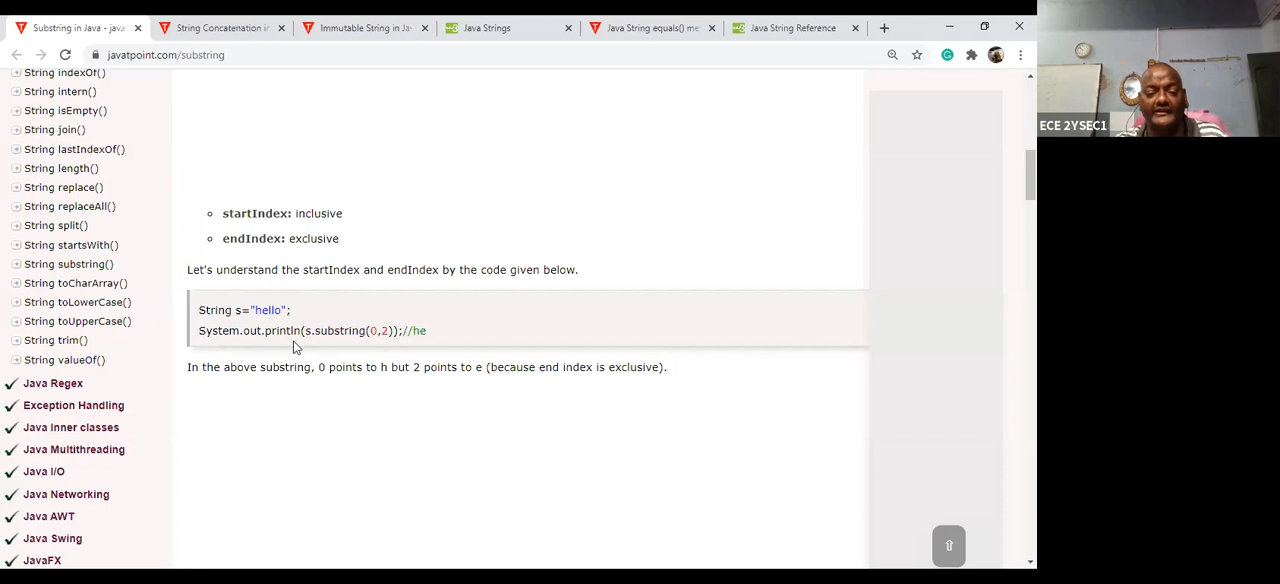 Substring in Java - java
String Concatenation in
Immutable String in Ja
Java Strings
Java String equals() me
Java String Reference
javatpoint.com/substring
String indexOf()
String intern()
String isEmpty()
String join()
String lastIndexOf()
String length()
String replace()
String replaceAll()
String split()
String startsWith()
String substring()
String toCharArray()
String toLowerCase()
String toUpperCase()
String trim()
String valueOf()
Java Regex
Exception Handling
Java Inner classes
Java Multithreading
Java I/O
Java Networking
Java AWT
Java Swing
JavaFX
startIndex: inclusive
endIndex: exclusive
Let's understand the startIndex and endIndex by the code given below.
String s="hello";
System.out.println(s.substring(0,2));//he
In the above substring, 0 points to h but 2 points to e (because end index is exclusive).
ECE 2YSEC1